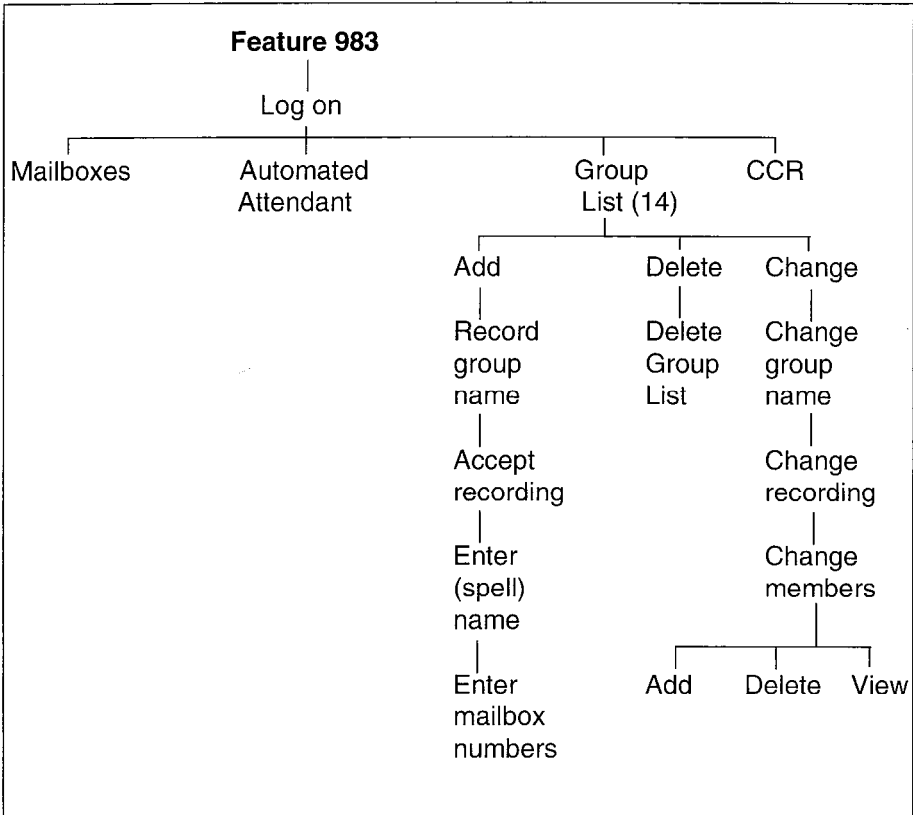 Feature 983
Log on
Mailboxes
Automated
Attendant
Group
List (14)
CCR
Add
Delete
Change
Record
group
name
Delete
Group
List
Change
group
name
Accept
recording
Change
recording
Enter
(spell)
name
Change
members
Enter
mailbox
numbers
Add
Delete
View